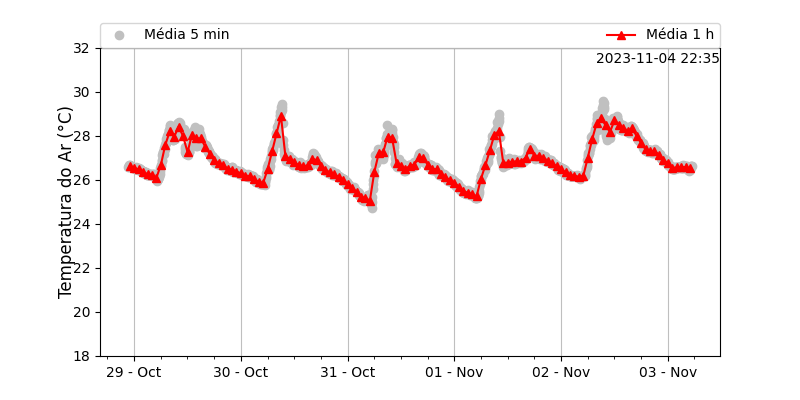 Média 5 min
Média 1 h
2023-11-04 22:35
Temperatura do Ar (°C)
32
30
28
26
24
22
20
18
29 - Oct
30 - Oct
31 - Oct
01 - Nov
02 - Nov
03 - Nov